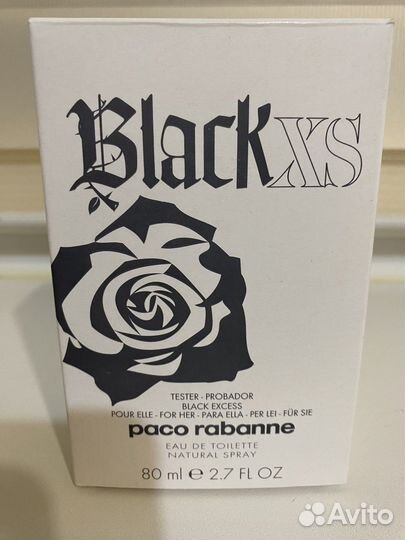 Black XS
TESTER - PROBADOR
BLACK EXCESS
POUR ELLE - FOR HER - PARA ELLA - PER LEI - FÜR SIE
paco rabanne
EAU DE TOILETTE
NATURAL SPRAY
80 ml ℮ 2.7 FL OZ
Avito